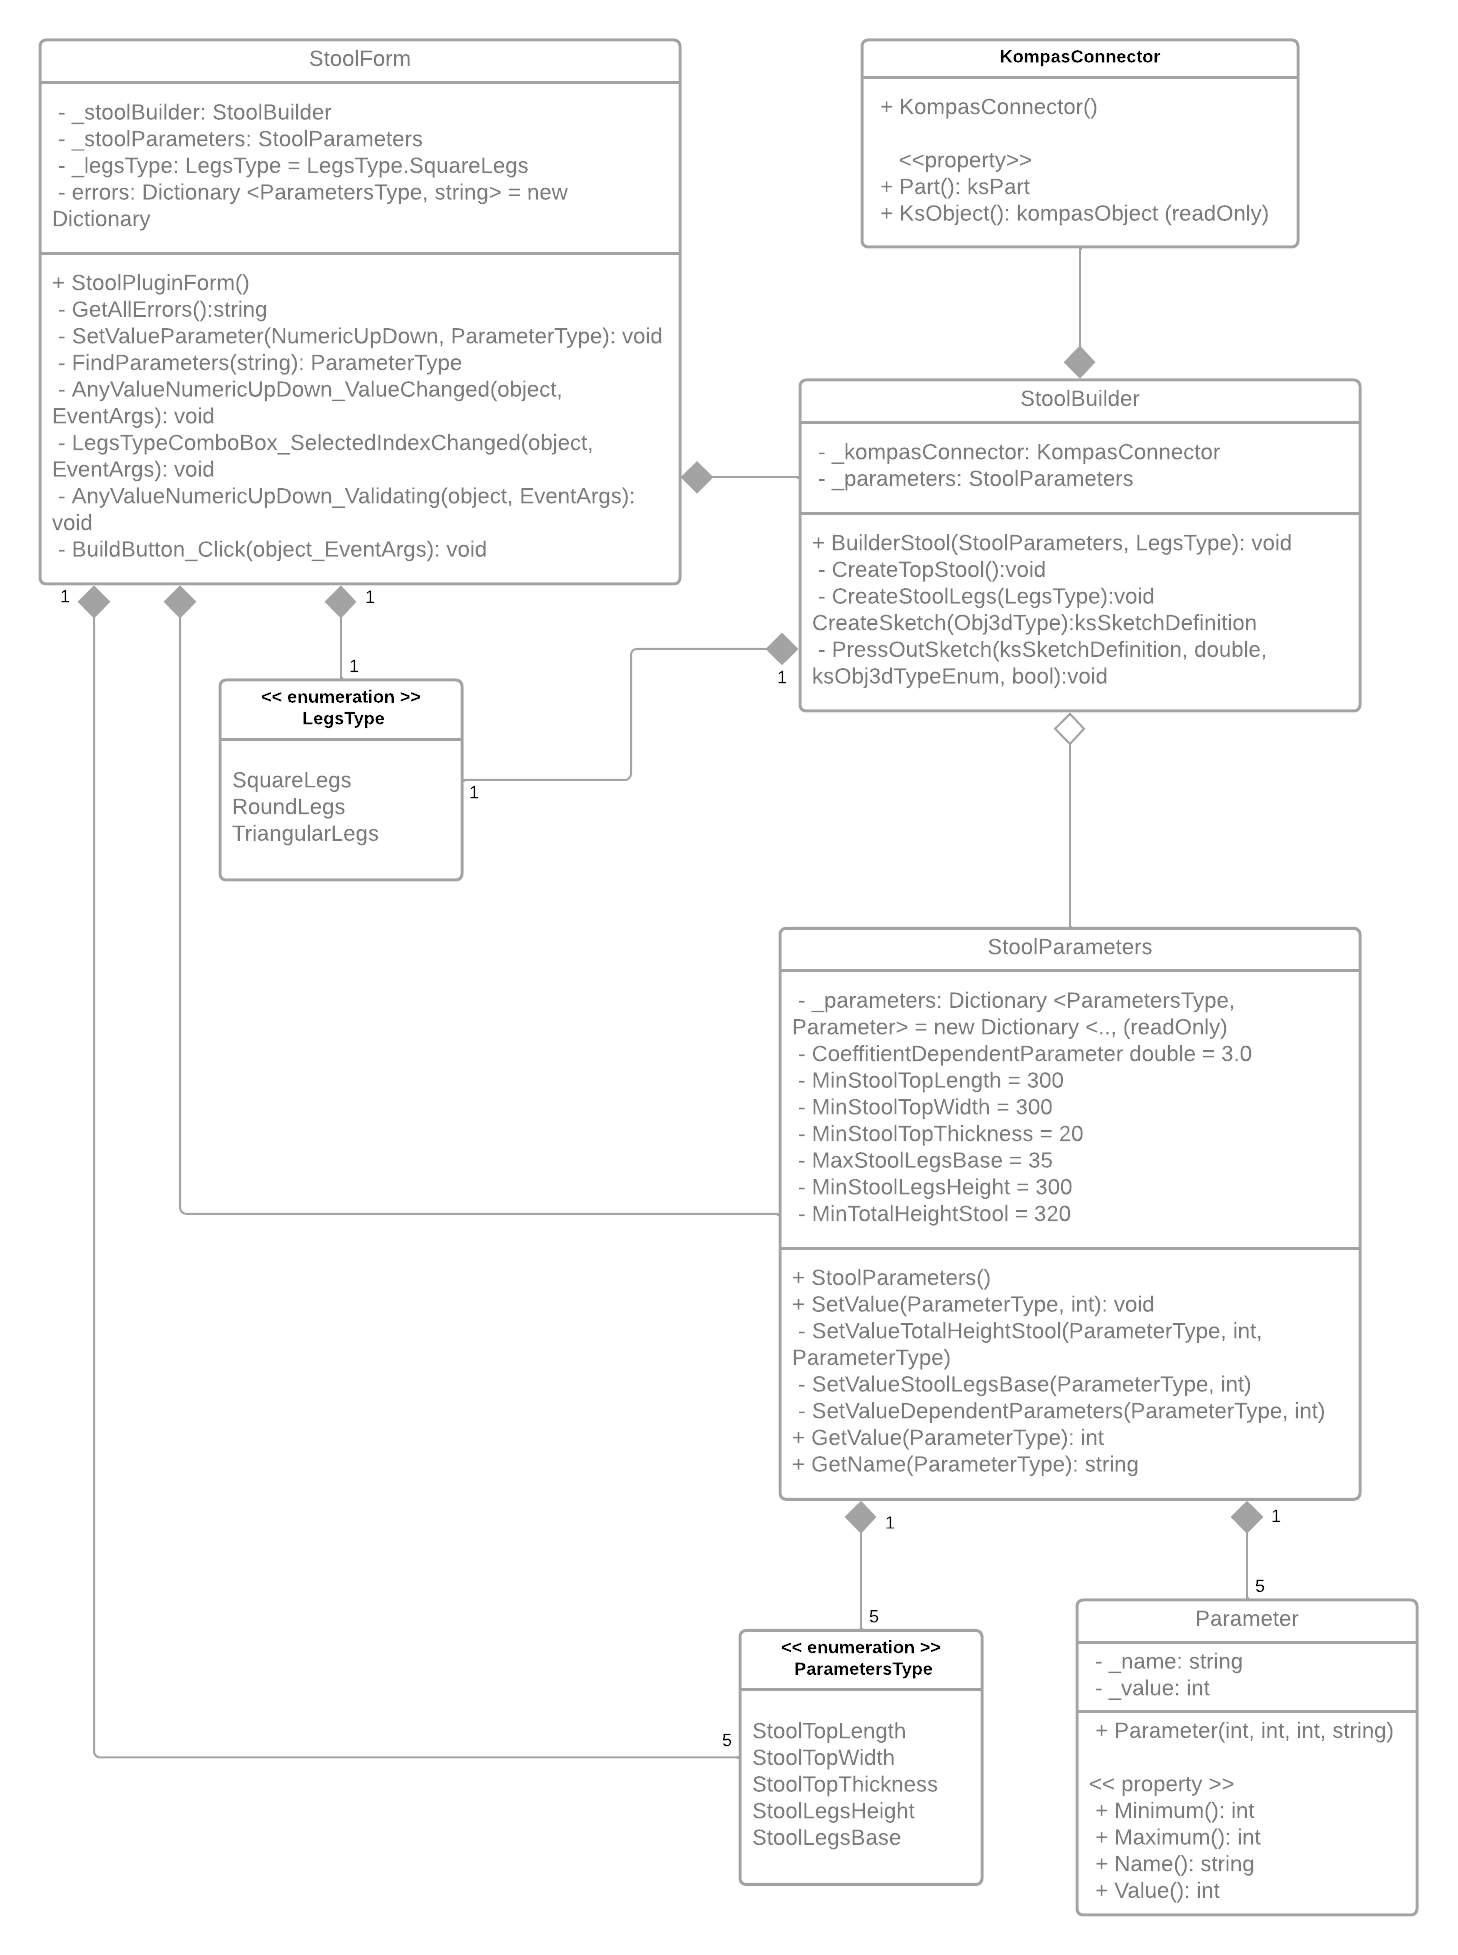 StoolForm
- _stoolBuilder: StoolBuilder
- _stoolParameters: StoolParameters
- _legsType: LegsType = LegsType.SquareLegs
- errors: Dictionary <ParametersType, string> = new
Dictionary
+ StoolPluginForm()
- GetAllErrors():string
- SetValueParameter(NumericUpDown, ParameterType): void
- FindParameters(string): ParameterType
- AnyValueNumericUpDown_ValueChanged(object,
EventArgs): void
- LegsTypeComboBox_SelectedIndexChanged(object,
EventArgs): void
- AnyValueNumericUpDown_Validating(object, EventArgs):
void
- BuildButton_Click(object_EventArgs): void
KompasConnector
+ KompasConnector()
<<property>>
+ Part(): ksPart
+ KsObject(): kompasObject (readOnly)
StoolBuilder
- _kompasConnector: KompasConnector
- _parameters: StoolParameters
+ BuilderStool(StoolParameters, LegsType): void
- CreateTopStool():void
- CreateStoolLegs(LegsType):void
CreateSketch(Obj3dType):ksSketchDefinition
- PressOutSketch(ksSketchDefinition, double,
ksObj3dTypeEnum, bool):void
1
1
1
1
1
<< enumeration >>
LegsType
SquareLegs
RoundLegs
TriangularLegs
StoolParameters
- _parameters: Dictionary <ParametersType,
Parameter> = new Dictionary <.., (readOnly)
- CoeffitientDependentParameter double = 3.0
- MinStoolTopLength = 300
- MinStoolTopWidth = 300
- MinStoolTopThickness = 20
- MaxStoolLegsBase = 35
- MinStoolLegsHeight = 300
- MinTotalHeightStool = 320
+ StoolParameters()
+ SetValue(ParameterType, int): void
- SetValueTotalHeightStool(ParameterType, int,
ParameterType)
- SetValueStoolLegsBase(ParameterType, int)
- SetValueDependentParameters(ParameterType, int)
+ GetValue(ParameterType): int
+ GetName(ParameterType): string
1
1
5
5
5
<< enumeration >>
ParametersType
StoolTopLength
StoolTopWidth
StoolTopThickness
StoolLegsHeight
StoolLegsBase
Parameter
- _name: string
- _value: int
+ Parameter(int, int, int, string)
<< property >>
+ Minimum(): int
+ Maximum(): int
+ Name(): string
+ Value(): int